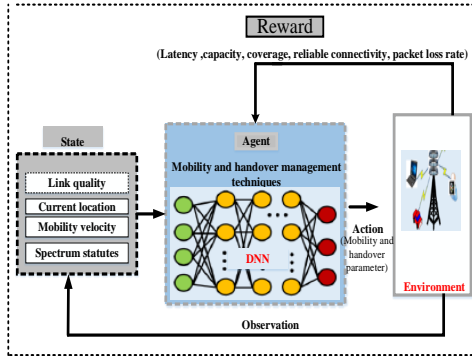 Reward
(Latency ,capacity, coverage, reliable connectivity, packet loss rate)
State
Link quality
Current location
Mobility velocity
Spectrum statutes
Agent
Mobility and handover management
techniques
DNN
Action
(Mobility and
handover
parameter)
Environment
Observation